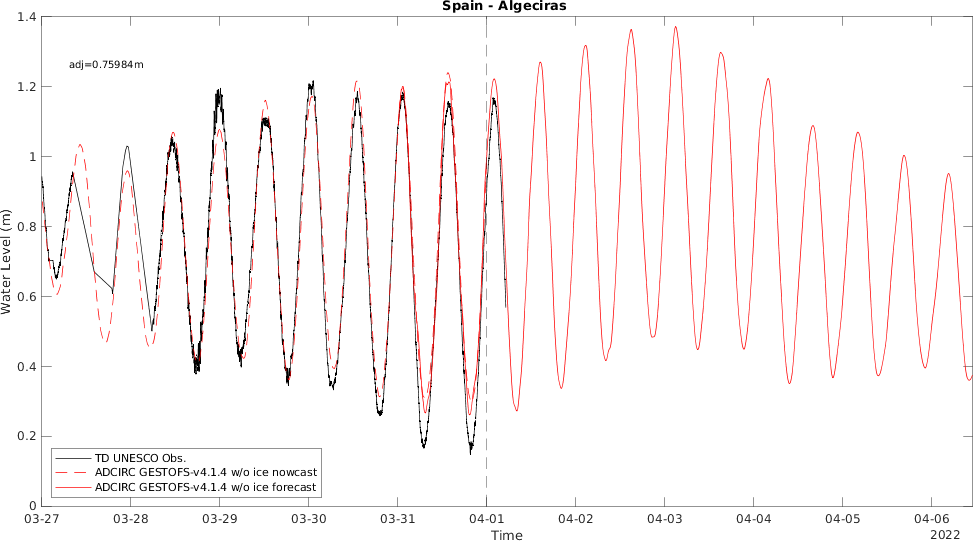 Spain - Algeciras
adj=0.75984m
Water Level (m)
1.4
1.2
1
0.8
0.6
0.4
0.2
0
TD UNESCO Obs.
ADCIRC GESTOFS-v4.1.4 w/o ice nowcast
ADCIRC GESTOFS-v4.1.4 w/o ice forecast
03-27 03-28 03-29 03-30 03-31 04-01 04-02 04-03 04-04 04-05 04-06
Time 2022